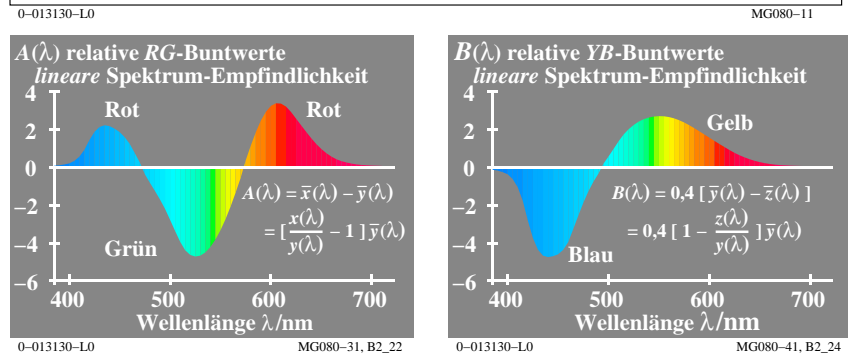 0−013130−L0
MG080−11
A(λ) relative RG-Buntwerte
lineare Spektrum-Empfindlichkeit
4
2
0
−2
−4
−6
Rot
Rot
Grün
A(λ) = x̅(λ) − y̅(λ)
= [ x(λ)/y(λ) − 1 ] y̅(λ)
400 500 600 700
Wellenlänge λ/nm
0−013130−L0
MG080−31, B2_22
B(λ) relative YB-Buntwerte
lineare Spektrum-Empfindlichkeit
4
2
0
−2
−4
−6
Gelb
Blau
B(λ) = 0,4 [ y̅(λ) − z̅(λ) ]
= 0,4 [ 1 − z(λ)/y(λ) ] y̅(λ)
400 500 600 700
Wellenlänge λ/nm
0−013130−L0
MG080−41, B2_24